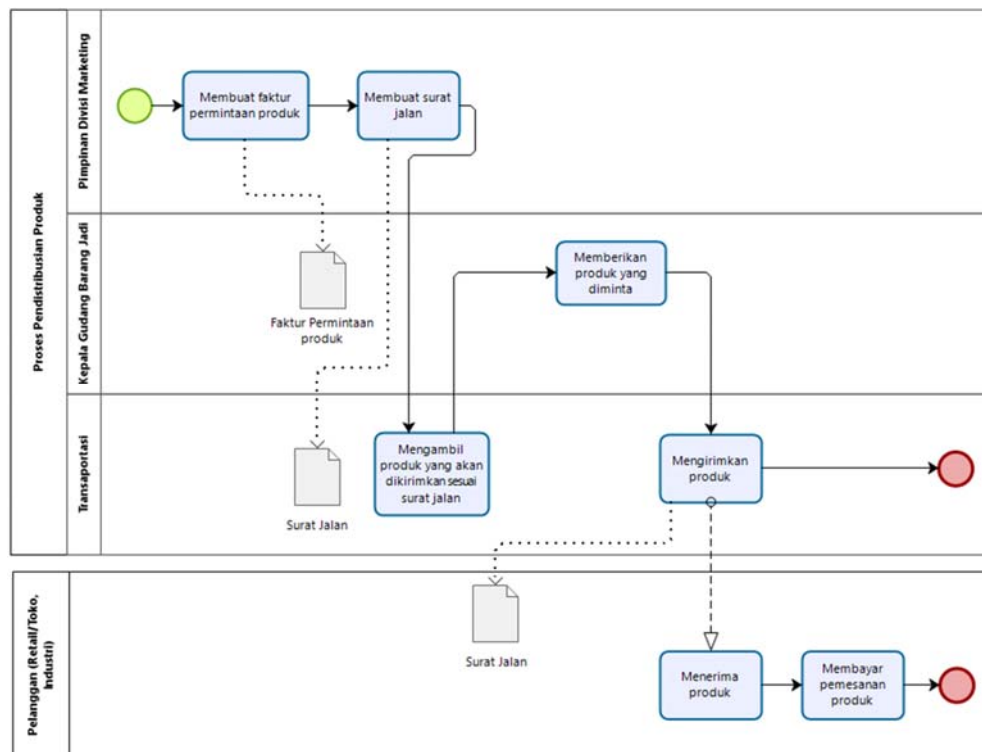 Proses Pendistribusian Produk
Pimpinan Divisi Marketing
Membuat faktur
permintaan produk
Membuat surat
jalan
Kepala Gudang Barang Jadi
Memberikan
produk yang
diminta
Faktur Permintaan
produk
Transaportasi
Mengambil
produk yang akan
dikirimkan sesuai
surat jalan
Mengirimkan
produk
Surat Jalan
Pelanggan (Retail/Toko,
Industri)
Surat Jalan
Menerima
produk
Membayar
pemesanan
produk